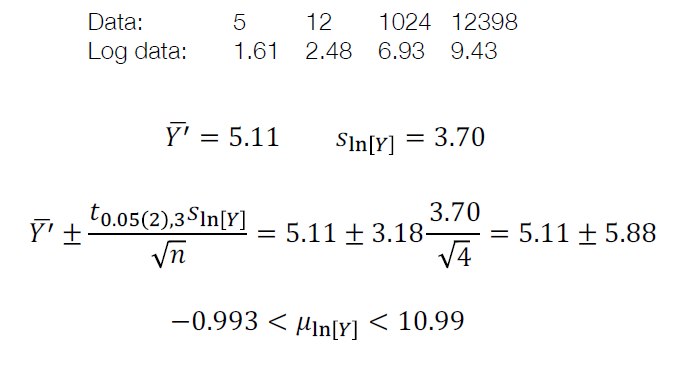 Data: 5 12 1024 12398
Log data: 1.61 2.48 6.93 9.43
Y̅′ = 5.11 s_ln[Y] = 3.70
Y̅′ ± t_0.05(2),3 s_ln[Y] / √n = 5.11 ± 3.18 3.70/√4 = 5.11 ± 5.88
−0.993 < μ_ln[Y] < 10.99